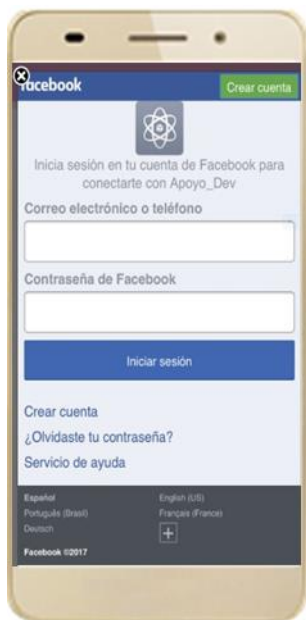 facebook
Crear cuenta
Inicia sesión en tu cuenta de Facebook para
conectarte con Apoyo_Dev
Correo electrónico o teléfono
Contraseña de Facebook
Iniciar sesión
Crear cuenta
¿Olvidaste tu contraseña?
Servicio de ayuda
Español
English (US)
Português (Brasil)
Français (France)
Deutsch
Facebook ©2017